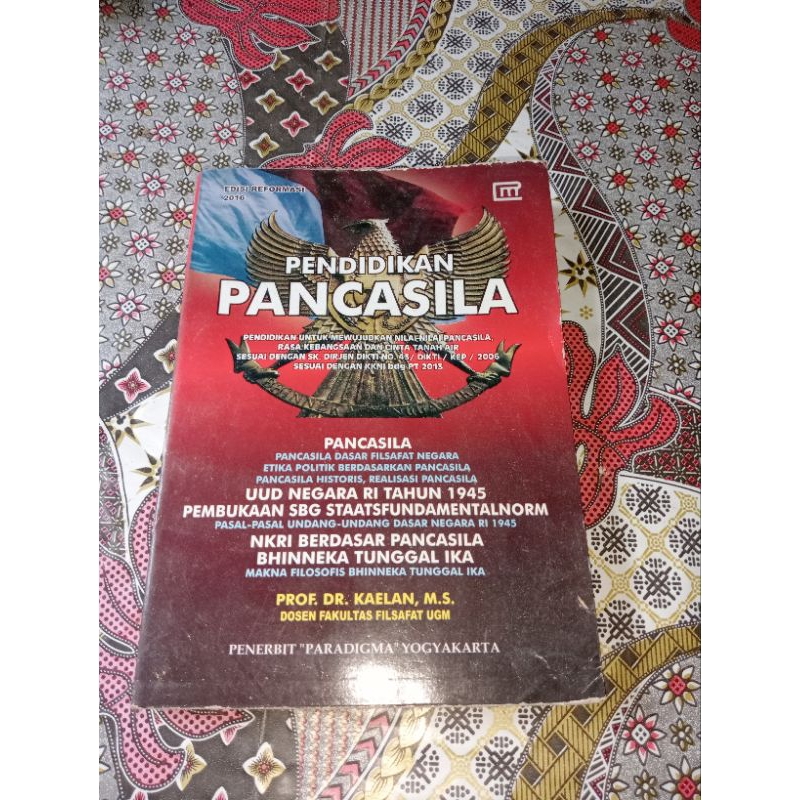 EDISI REFORMASI
2016
PENDIDIKAN
PANCASILA
PENDIDIKAN UNTUK MEWUJUDKAN NILAI-NILAI PANCASILA,
RASA KEBANGSAAN DAN CINTA TANAH AIR
SESUAI DENGAN SK. DIRJEN DIKTI NO. 43/ DIKTI / KEP / 2006
SESUAI DENGAN KKNI bdg PT 2013
PANCASILA
PANCASILA DASAR FILSAFAT NEGARA
ETIKA POLITIK BERDASARKAN PANCASILA
PANCASILA HISTORIS, REALISASI PANCASILA
UUD NEGARA RI TAHUN 1945
PEMBUKAAN SBG STAATSFUNDAMENTALNORM
PASAL-PASAL UNDANG-UNDANG DASAR NEGARA RI 1945
NKRI BERDASAR PANCASILA
BHINNEKA TUNGGAL IKA
MAKNA FILOSOFIS BHINNEKA TUNGGAL IKA
PROF. DR. KAELAN, M.S.
DOSEN FAKULTAS FILSAFAT UGM
PENERBIT "PARADIGMA" YOGYAKARTA